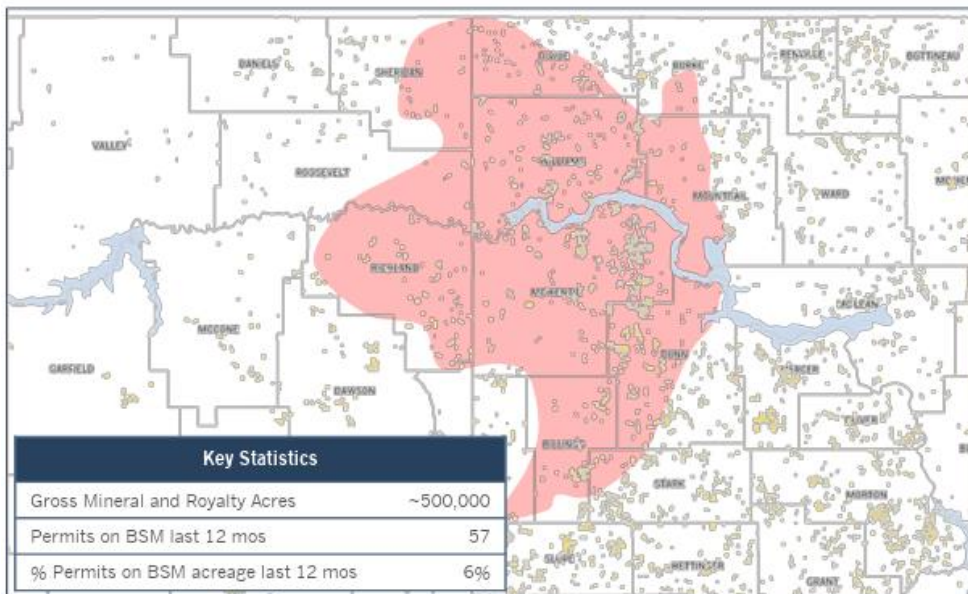 DANIELS
SHERIDAN
DIVIDE
BURKE
RENVILLE
BOTTINEAU
VALLEY
ROOSEVELT
WILLIAMS
MOUNTRAIL
WARD
RICHLAND
MCKENZIE
MCLEAN
MCCONE
GARFIELD
DAWSON
DUNN
MERCER
OLIVER
BILLINGS
STARK
MORTON
SLOPE
HETTINGER
GRANT
Key Statistics
Gross Mineral and Royalty Acres ~500,000
Permits on BSM last 12 mos 57
% Permits on BSM acreage last 12 mos 6%